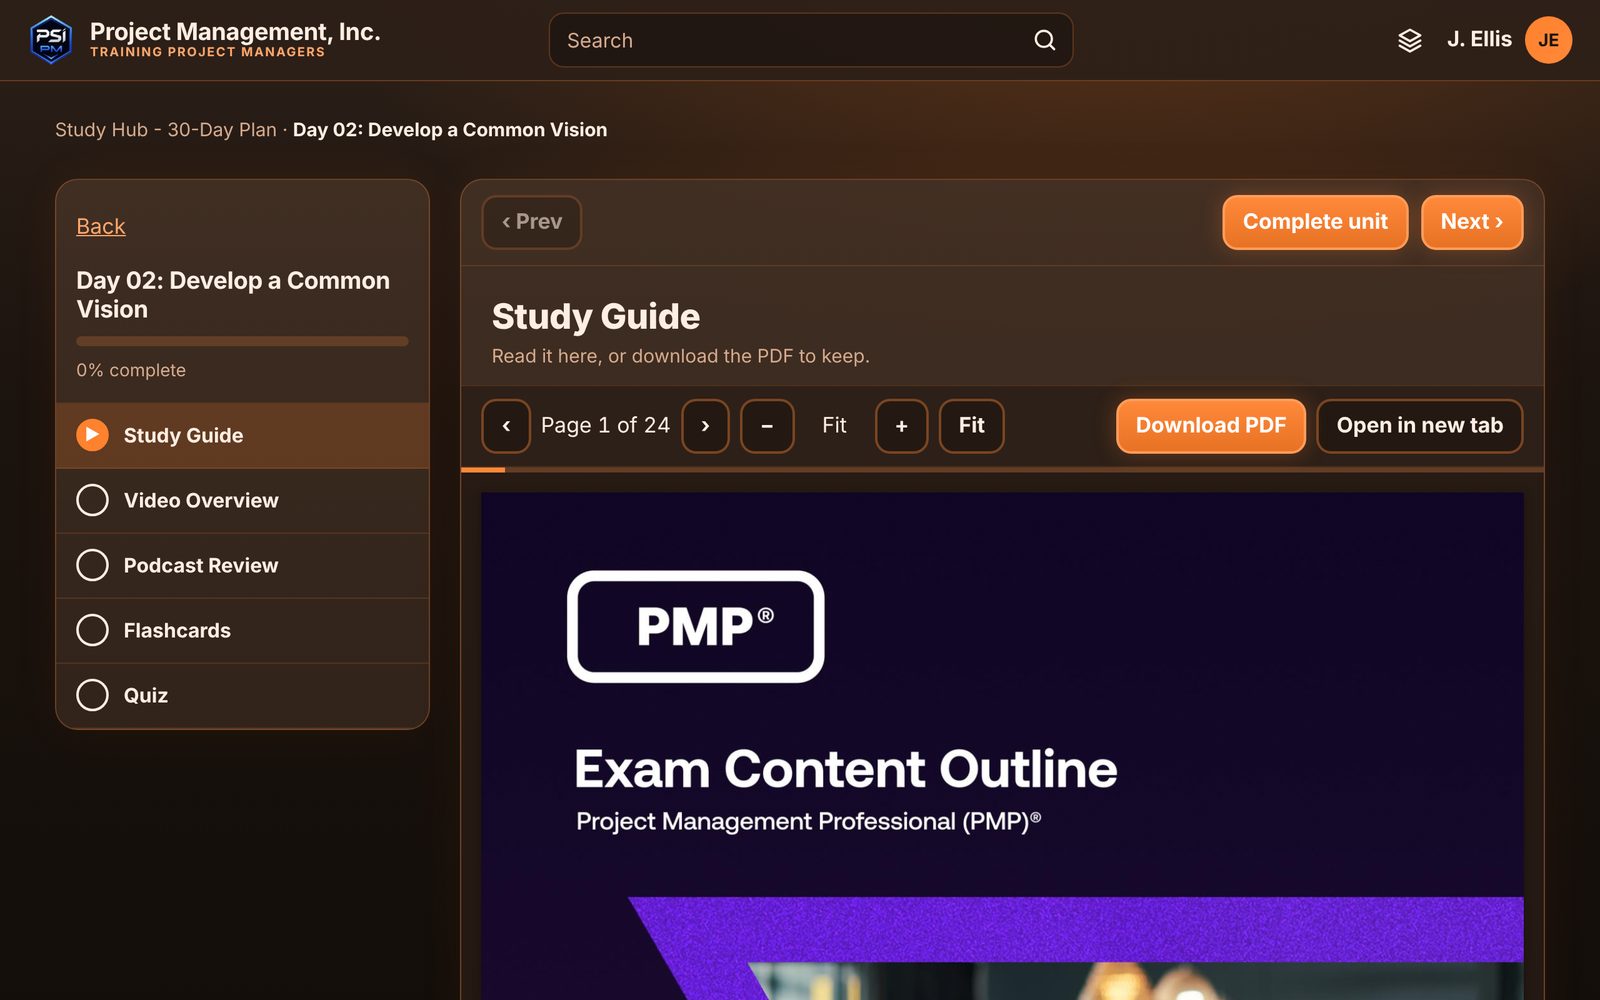 PSI
PM
Project Management, Inc.
TRAINING PROJECT MANAGERS
Search
J. Ellis
JE
Study Hub - 30-Day Plan · Day 02: Develop a Common Vision
Back
Day 02: Develop a Common
Vision
0% complete
Study Guide
Video Overview
Podcast Review
Flashcards
Quiz
‹ Prev
Complete unit
Next ›
Study Guide
Read it here, or download the PDF to keep.
‹ Page 1 of 24 › − Fit + Fit
Download PDF
Open in new tab
PMP®
Exam Content Outline
Project Management Professional (PMP)®